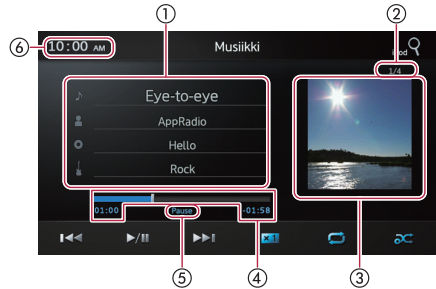 ①
②
⑥
10:00 AM
Musiikki
iPod
1/4
Eye-to-eye
AppRadio
Hello
Rock
01:00
Pause
-01:58
x1
⑤
④
③